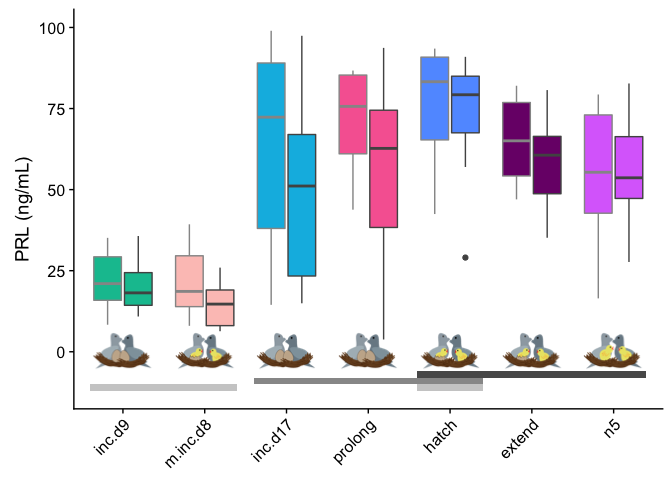 PRL (ng/mL)
100
75
50
25
0
inc.d9
m.inc.d8
inc.d17
prolong
hatch
extend
n5